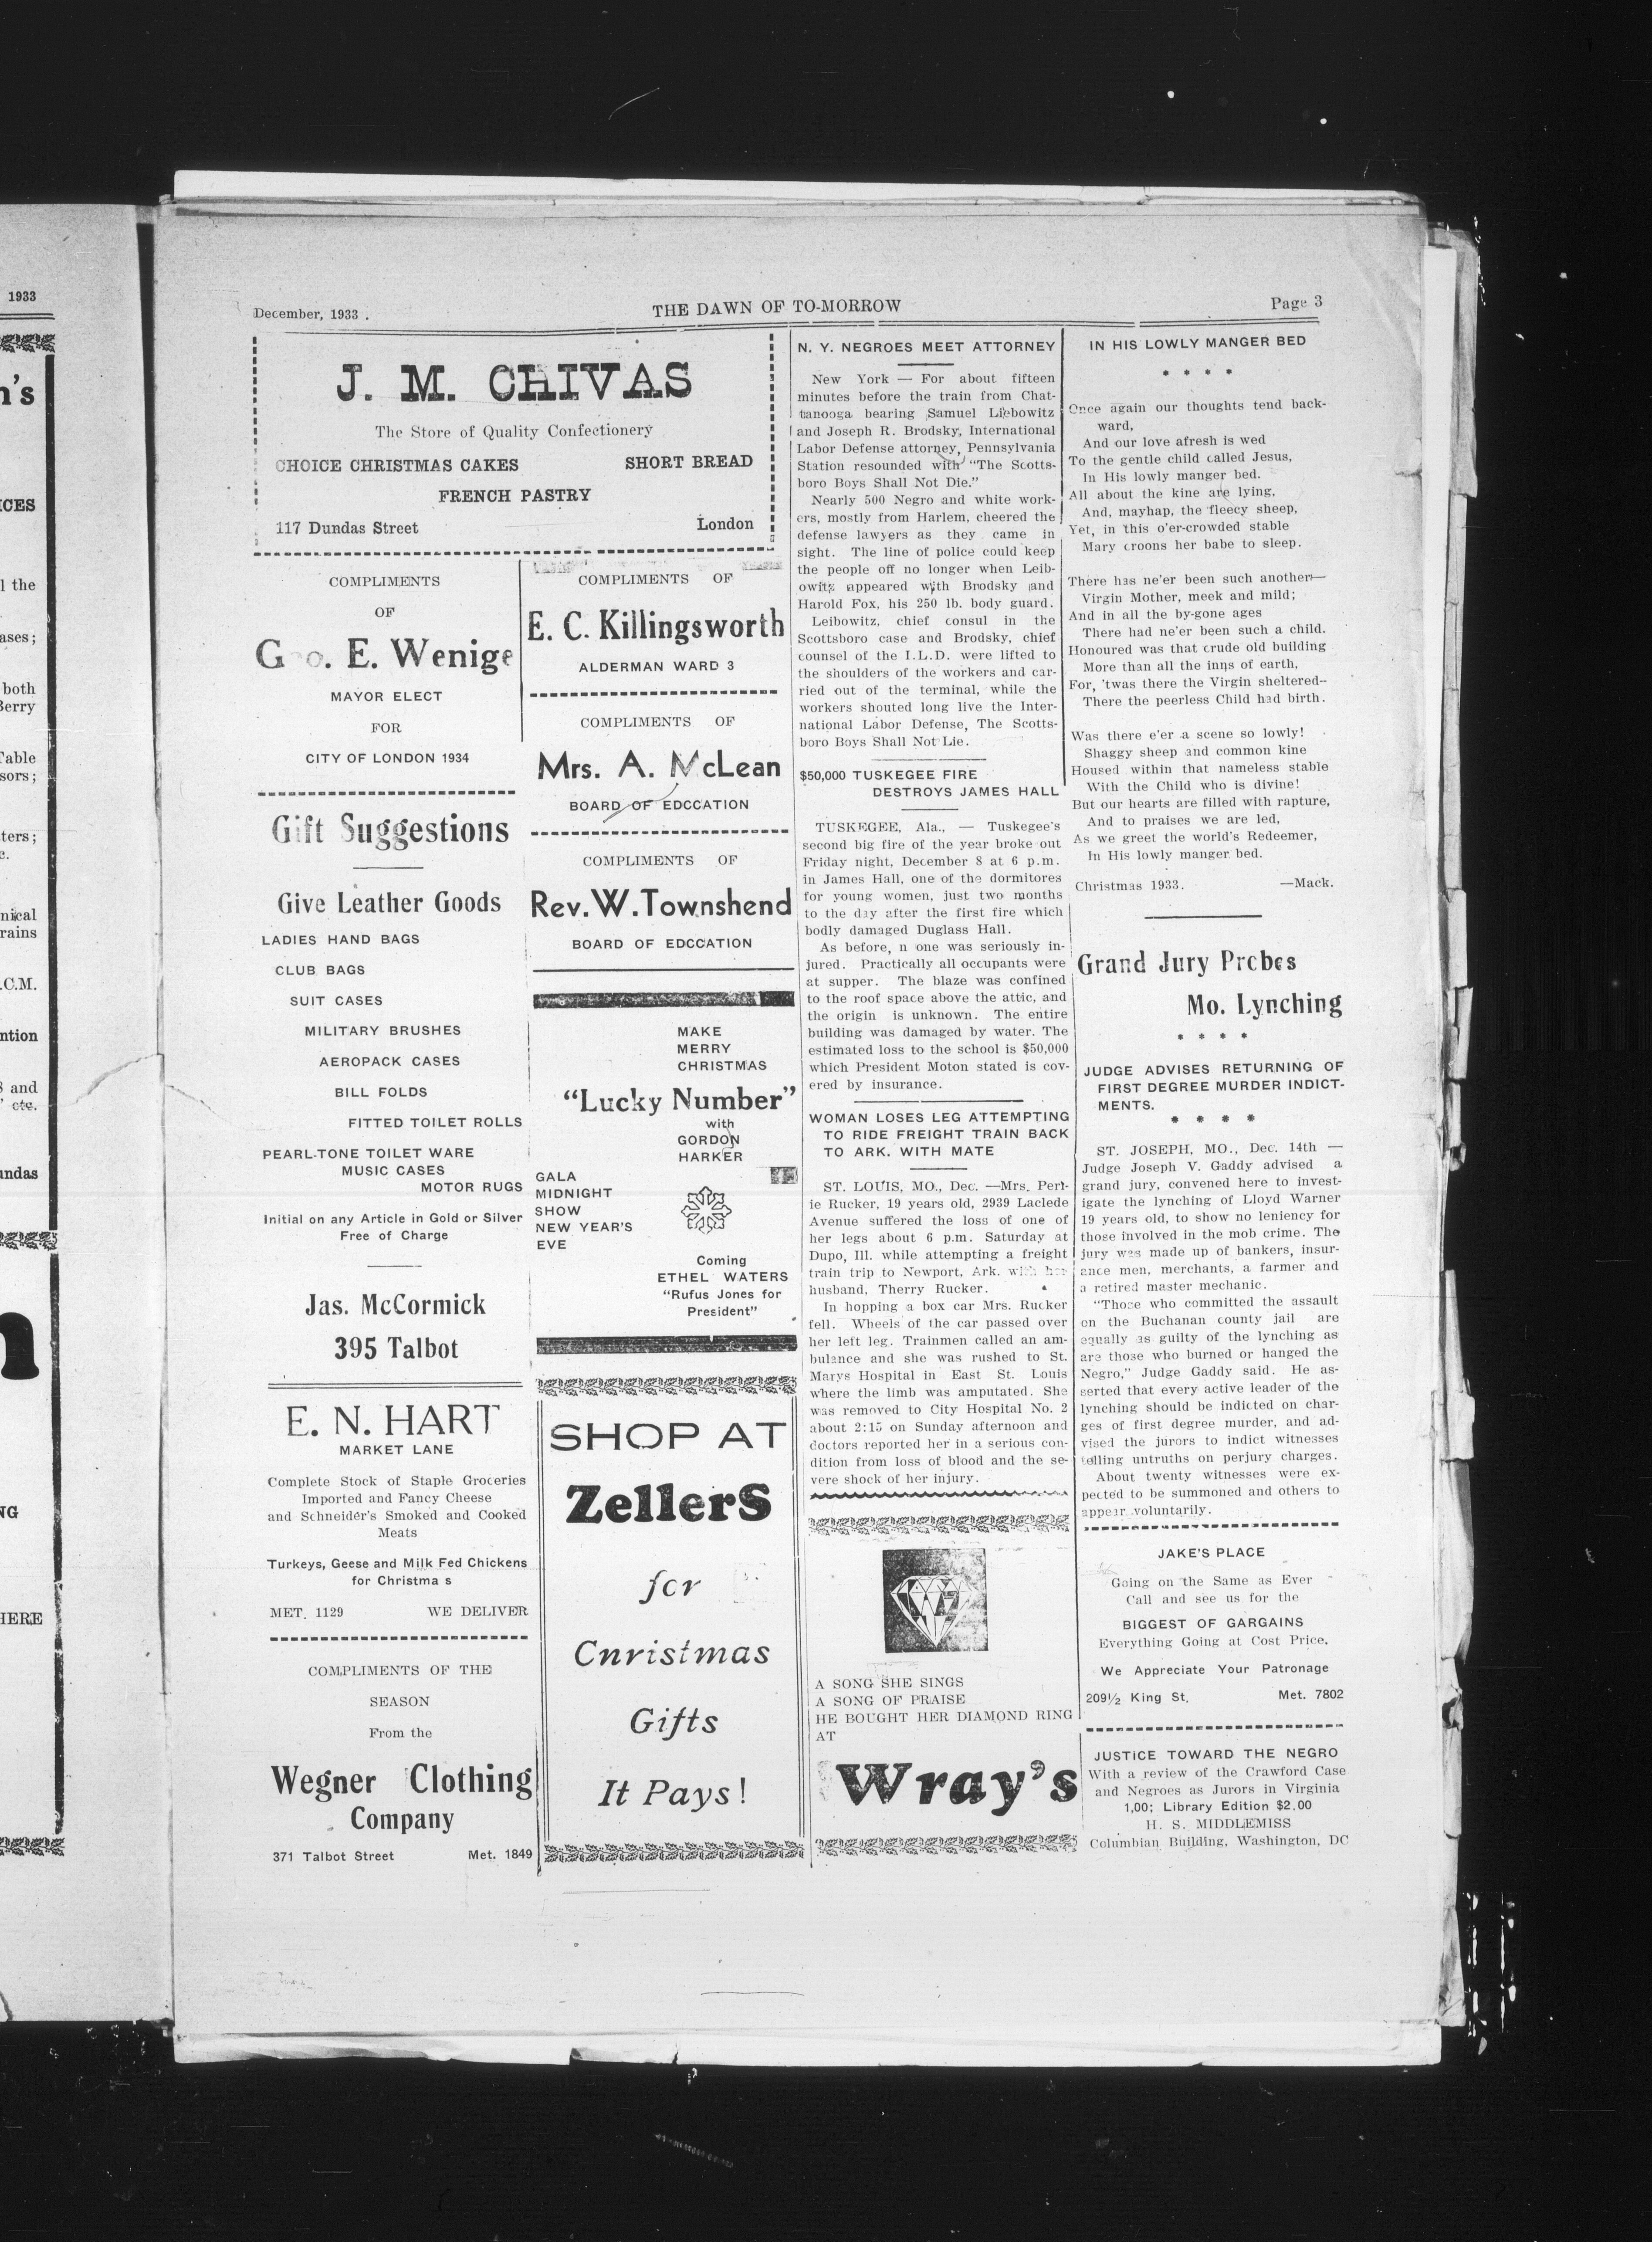 1933
n's
ICES
l the
ases;
both
Berry
Table
sors;
ters;
nical
rains
.C.M.
ntion
and
etc.
undas
n
NG
HERE
December, 1933 .
THE DAWN OF TO-MORROW
Page 3
J. M. CHIVAS
The Store of Quality Confectionery
CHOICE CHRISTMAS CAKES SHORT BREAD
FRENCH PASTRY
117 Dundas Street London
COMPLIMENTS
OF
Geo. E. Wenige
MAYOR ELECT
FOR
CITY OF LONDON 1934
Gift Suggestions
Give Leather Goods
LADIES HAND BAGS
CLUB BAGS
SUIT CASES
MILITARY BRUSHES
AEROPACK CASES
BILL FOLDS
FITTED TOILET ROLLS
PEARL-TONE TOILET WARE
MUSIC CASES
MOTOR RUGS
Initial on any Article in Gold or Silver
Free of Charge
Jas. McCormick
395 Talbot
E. N. HART
MARKET LANE
Complete Stock of Staple Groceries
Imported and Fancy Cheese
and Schneider's Smoked and Cooked
Meats
Turkeys, Geese and Milk Fed Chickens
for Christma s
MET. 1129 WE DELIVER
COMPLIMENTS OF THE
SEASON
From the
Wegner Clothing
Company
371 Talbot Street Met. 1849
COMPLIMENTS OF
E. C. Killingsworth
ALDERMAN WARD 3
COMPLIMENTS OF
Mrs. A. McLean
BOARD OF EDCCATION
COMPLIMENTS OF
Rev. W. Townshend
BOARD OF EDCCATION
MAKE
MERRY
CHRISTMAS
"Lucky Number"
with
GORDON
HARKER
GALA
MIDNIGHT
SHOW
NEW YEAR'S
EVE
Coming
ETHEL WATERS
"Rufus Jones for
President"
SHOP AT
ZellerS
for
Cnristmas
Gifts
It Pays!
N. Y. NEGROES MEET ATTORNEY
New York — For about fifteen
minutes before the train from Chat-
tanooga bearing Samuel Liebowitz
and Joseph R. Brodsky, International
Labor Defense attorney, Pennsylvania
Station resounded with "The Scotts-
boro Boys Shall Not Die."
Nearly 500 Negro and white work-
ers, mostly from Harlem, cheered the
defense lawyers as they came in
sight. The line of police could keep
the people off no longer when Leib-
owitz appeared with Brodsky and
Harold Fox, his 250 lb. body guard.
Leibowitz, chief consul in the
Scottsboro case and Brodsky, chief
counsel of the I.L.D. were lifted to
the shoulders of the workers and car-
ried out of the terminal, while the
workers shouted long live the Inter-
national Labor Defense, The Scotts-
boro Boys Shall Not Lie.
$50,000 TUSKEGEE FIRE
DESTROYS JAMES HALL
TUSKEGEE, Ala., — Tuskegee's
second big fire of the year broke out
Friday night, December 8 at 6 p.m.
in James Hall, one of the dormitores
for young women, just two months
to the day after the first fire which
bodly damaged Duglass Hall.
As before, n one was seriously in-
jured. Practically all occupants were
at supper. The blaze was confined
to the roof space above the attic, and
the origin is unknown. The entire
building was damaged by water. The
estimated loss to the school is $50,000
which President Moton stated is cov-
ered by insurance.
WOMAN LOSES LEG ATTEMPTING
TO RIDE FREIGHT TRAIN BACK
TO ARK. WITH MATE
ST. LOUIS, MO., Dec. —Mrs. Perl-
ie Rucker, 19 years old, 2939 Laclede
Avenue suffered the loss of one of
her legs about 6 p.m. Saturday at
Dupo, Ill. while attempting a freight
train trip to Newport, Ark. with her
husband, Therry Rucker.
In hopping a box car Mrs. Rucker
fell. Wheels of the car passed over
her left leg. Trainmen called an am-
bulance and she was rushed to St.
Marys Hospital in East St. Louis
where the limb was amputated. She
was removed to City Hospital No. 2
about 2:15 on Sunday afternoon and
doctors reported her in a serious con-
dition from loss of blood and the se-
vere shock of her injury.
A SONG SHE SINGS
A SONG OF PRAISE
HE BOUGHT HER DIAMOND RING
AT
Wray's
IN HIS LOWLY MANGER BED
* * * *
Once again our thoughts tend back-
ward,
And our love afresh is wed
To the gentle child called Jesus,
In His lowly manger bed.
All about the kine are lying,
And, mayhap, the fleecy sheep,
Yet, in this o'er-crowded stable
Mary croons her babe to sleep.
There has ne'er been such another—
Virgin Mother, meek and mild;
And in all the by-gone ages
There had ne'er been such a child.
Honoured was that crude old building
More than all the inns of earth,
For, 'twas there the Virgin sheltered--
There the peerless Child had birth.
Was there e'er a scene so lowly!
Shaggy sheep and common kine
Housed within that nameless stable
With the Child who is divine!
But our hearts are filled with rapture,
And to praises we are led,
As we greet the world's Redeemer,
In His lowly manger bed.
Christmas 1933. —Mack.
Grand Jury Probes
Mo. Lynching
* * * *
JUDGE ADVISES RETURNING OF
FIRST DEGREE MURDER INDICT-
MENTS.
* * * *
ST. JOSEPH, MO., Dec. 14th —
Judge Joseph V. Gaddy advised a
grand jury, convened here to invest-
igate the lynching of Lloyd Warner
19 years old, to show no leniency for
those involved in the mob crime. The
jury was made up of bankers, insur-
ance men, merchants, a farmer and
a retired master mechanic.
"Those who committed the assault
on the Buchanan county jail are
equally as guilty of the lynching as
are those who burned or hanged the
Negro," Judge Gaddy said. He as-
serted that every active leader of the
lynching should be indicted on char-
ges of first degree murder, and ad-
vised the jurors to indict witnesses
telling untruths on perjury charges.
About twenty witnesses were ex-
pected to be summoned and others to
appear voluntarily.
JAKE'S PLACE
Going on the Same as Ever
Call and see us for the
BIGGEST OF GARGAINS
Everything Going at Cost Price.
We Appreciate Your Patronage
209½ King St. Met. 7802
JUSTICE TOWARD THE NEGRO
With a review of the Crawford Case
and Negroes as Jurors in Virginia
1,00; Library Edition $2.00
H. S. MIDDLEMISS
Columbian Building, Washington, DC